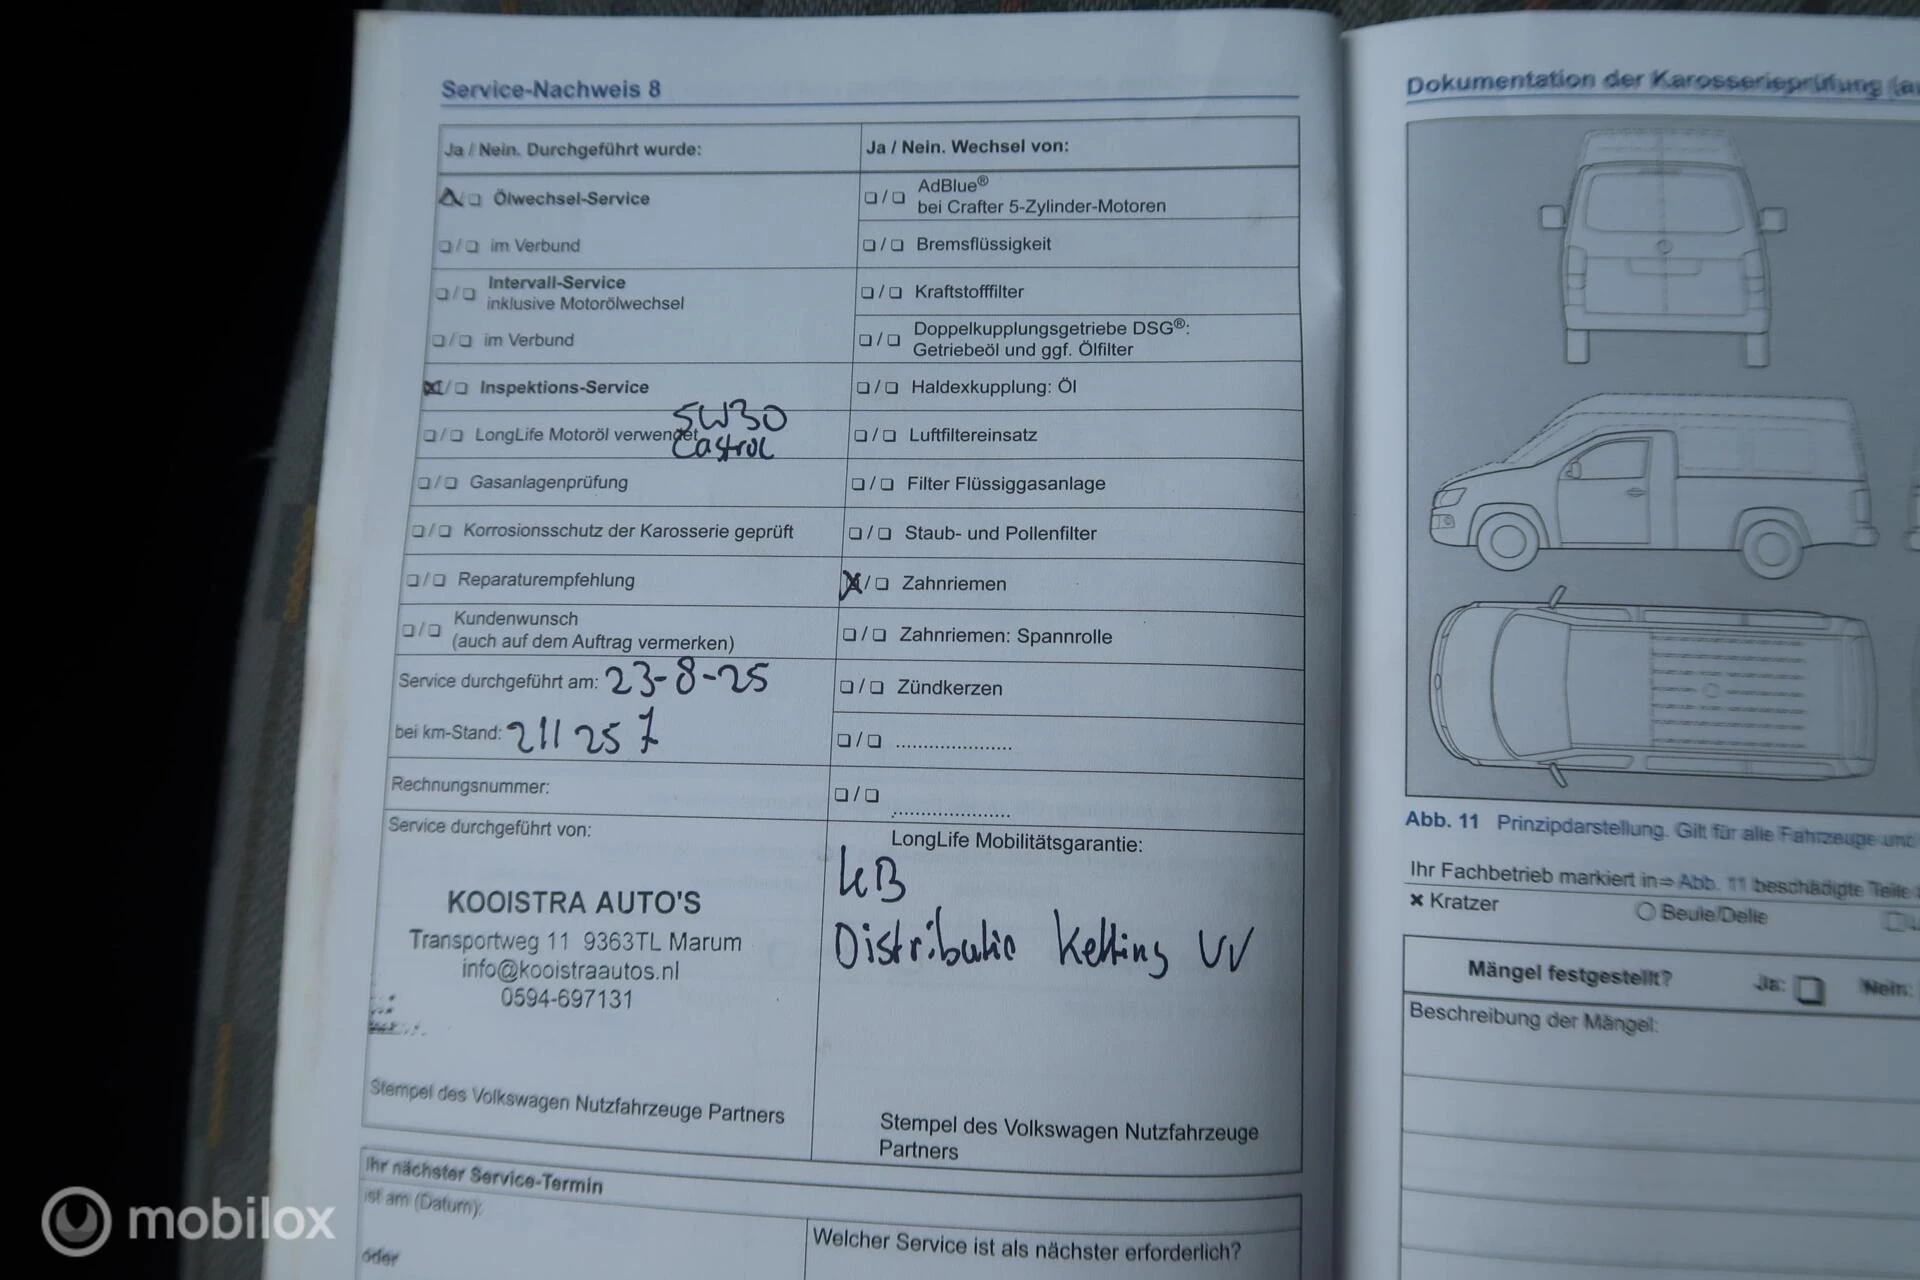 Service-Nachweis 8
Ja / Nein. Durchgeführt wurde:
Ölwechsel-Service
im Verbund
Intervall-Service
inklusive Motorölwechsel
im Verbund
Inspektions-Service
5W30
LongLife Motoröl verwendet
Castrol
Gasanlagenprüfung
Korrosionsschutz der Karosserie geprüft
Reparaturempfehlung
Kundenwunsch
(auch auf dem Auftrag vermerken)
Service durchgeführt am: 23-8-25
bei km-Stand: 211257
Rechnungsnummer:
Service durchgeführt von:
KOOISTRA AUTO'S
Transportweg 11 9363TL Marum
info@kooistraautos.nl
0594-697131
Stempel des Volkswagen Nutzfahrzeuge Partners
Ja / Nein. Wechsel von:
AdBlue®
bei Crafter 5-Zylinder-Motoren
Bremsflüssigkeit
Kraftstofffilter
Doppelkupplungsgetriebe DSG®:
Getriebeöl und ggf. Ölfilter
Haldexkupplung: Öl
Luftfiltereinsatz
Filter Flüssiggasanlage
Staub- und Pollenfilter
Zahnriemen
Zahnriemen: Spannrolle
Zündkerzen
LongLife Mobilitätsgarantie:
Distributie Ketting VV
Stempel des Volkswagen Nutzfahrzeuge
Partners
Ihr nächster Service-Termin
ist am (Datum):
oder
Welcher Service ist als nächster erforderlich?
Dokumentation der Karosserieprüfung
Abb. 11 Prinzipdarstellung. Gilt für alle Fahrzeuge und
Ihr Fachbetrieb markiert in ⇒ Abb. 11 beschädigte Teile
× Kratzer
Beule/Delle
Mängel festgestellt? Ja: Nein:
Beschreibung der Mängel:
mobilox